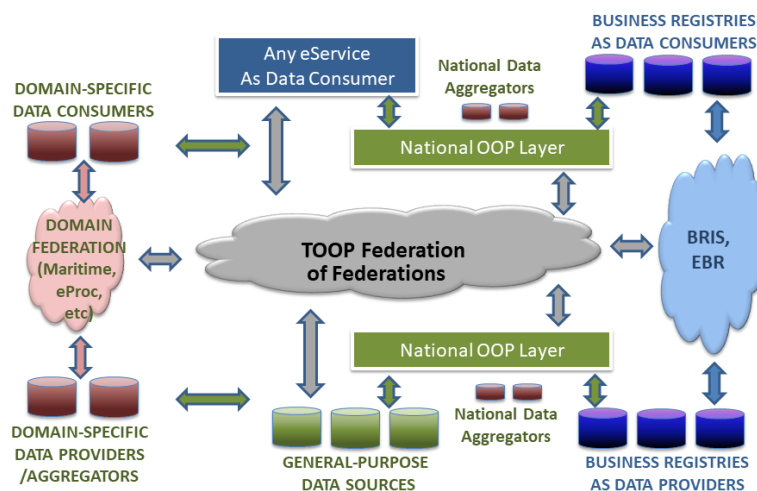 BUSINESS REGISTRIES
AS DATA CONSUMERS
Any eService
As Data Consumer
National Data
Aggregators
DOMAIN-SPECIFIC
DATA CONSUMERS
National OOP Layer
DOMAIN
FEDERATION
(Maritime,
eProc,
etc)
TOOP Federation
of Federations
BRIS,
EBR
National OOP Layer
National Data
Aggregators
DOMAIN-SPECIFIC
DATA PROVIDERS
/AGGREGATORS
GENERAL-PURPOSE
DATA SOURCES
BUSINESS REGISTRIES
AS DATA PROVIDERS